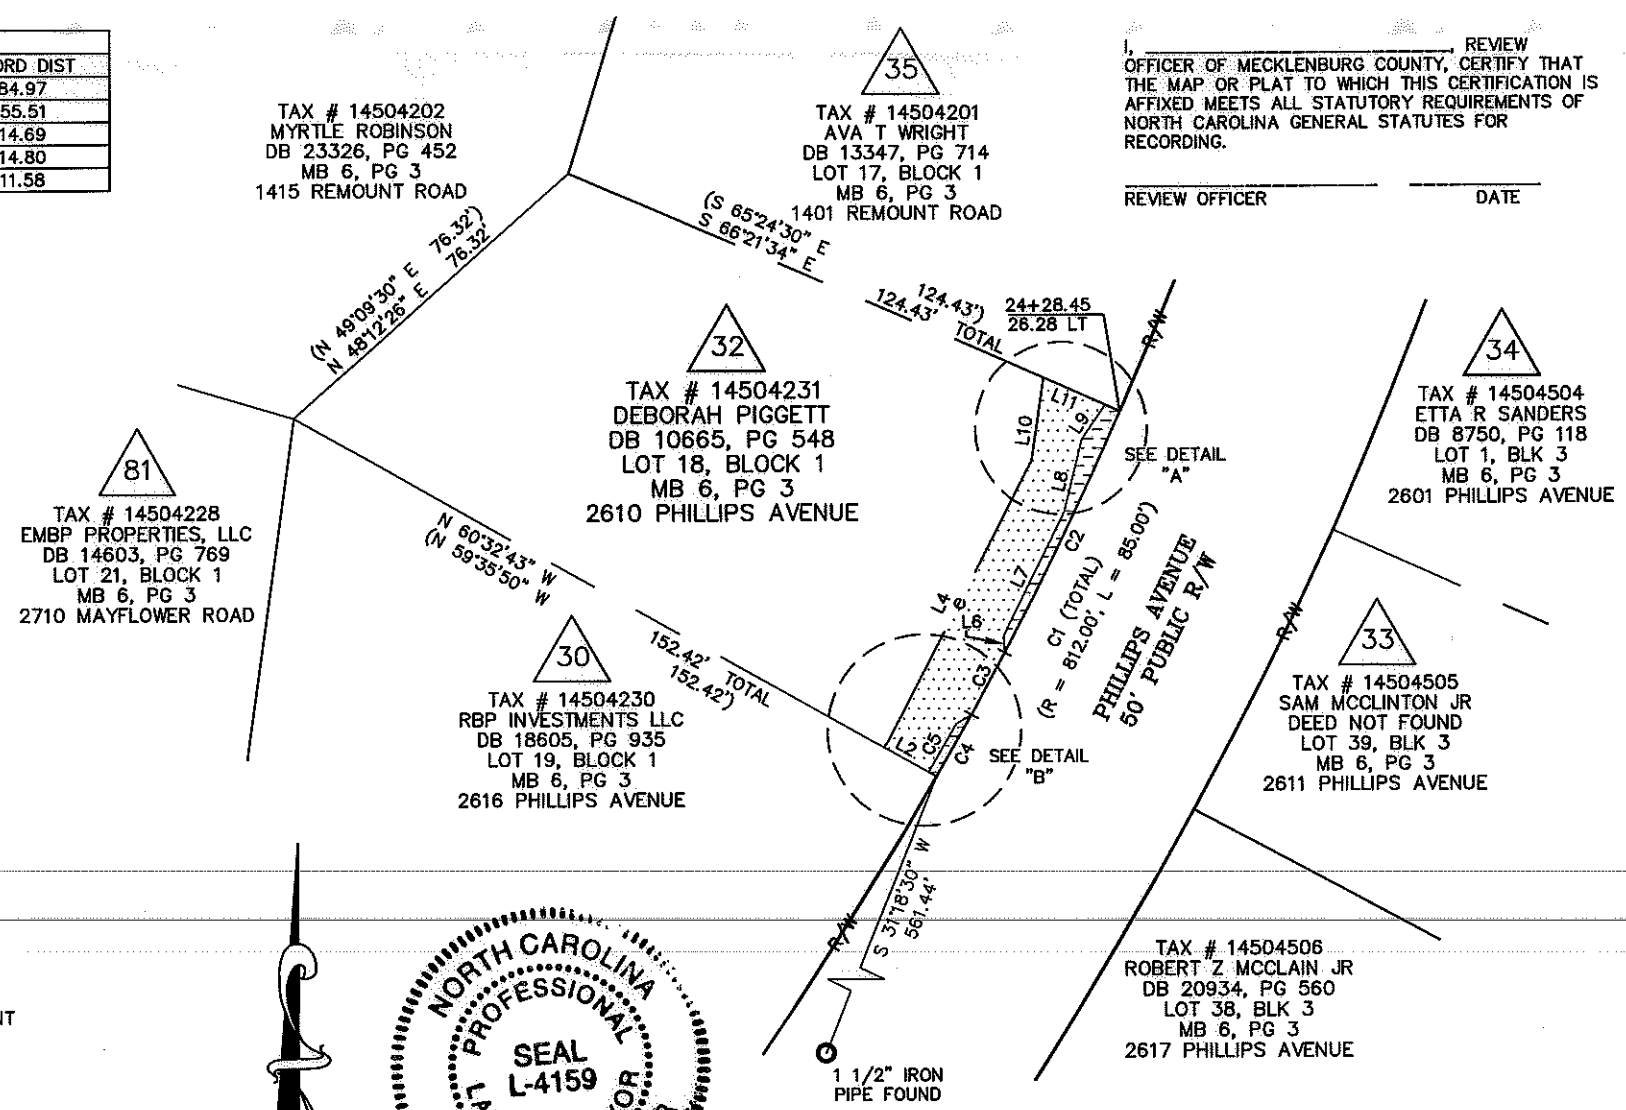 ORD DIST
84.97
55.51
14.69
14.80
11.58
TAX # 14504202
MYRTLE ROBINSON
DB 23326, PG 452
MB 6, PG 3
1415 REMOUNT ROAD
35
TAX # 14504201
AVA T WRIGHT
DB 13347, PG 714
LOT 17, BLOCK 1
MB 6, PG 3
1401 REMOUNT ROAD
I, ____________________, REVIEW
OFFICER OF MECKLENBURG COUNTY, CERTIFY THAT
THE MAP OR PLAT TO WHICH THIS CERTIFICATION IS
AFFIXED MEETS ALL STATUTORY REQUIREMENTS OF
NORTH CAROLINA GENERAL STATUTES FOR
RECORDING.
REVIEW OFFICER DATE
(N 49°09'30" E 76.32')
N 48°12'26" E 76.32'
(S 65°24'30" E 124.43')
S 66°21'34" E 124.43' TOTAL
24+28.45
26.28 LT
R/W
32
TAX # 14504231
DEBORAH PIGGETT
DB 10665, PG 548
LOT 18, BLOCK 1
MB 6, PG 3
2610 PHILLIPS AVENUE
34
TAX # 14504504
ETTA R SANDERS
DB 8750, PG 118
LOT 1, BLK 3
MB 6, PG 3
2601 PHILLIPS AVENUE
L11
L10
L9
L8
SEE DETAIL
"A"
81
TAX # 14504228
EMBP PROPERTIES, LLC
DB 14603, PG 769
LOT 21, BLOCK 1
MB 6, PG 3
2710 MAYFLOWER ROAD
N 60°32'43" W 152.42' TOTAL
(N 59°35'50" W 152.42')
C2
L7
L4
e
L6
C3
C1 (TOTAL)
(R = 812.00', L = 85.00')
PHILLIPS AVENUE
50' PUBLIC R/W
R/W
30
TAX # 14504230
RBP INVESTMENTS LLC
DB 18605, PG 935
LOT 19, BLOCK 1
MB 6, PG 3
2616 PHILLIPS AVENUE
33
TAX # 14504505
SAM MCCLINTON JR
DEED NOT FOUND
LOT 39, BLK 3
MB 6, PG 3
2611 PHILLIPS AVENUE
L2
C5
C4
SEE DETAIL
"B"
S 31°18'30" W
561.44'
R/W
TAX # 14504506
ROBERT Z MCCLAIN JR
DB 20934, PG 560
LOT 38, BLK 3
MB 6, PG 3
2617 PHILLIPS AVENUE
1 1/2" IRON
PIPE FOUND
NT
NORTH CAROLINA
PROFESSIONAL
SEAL
L-4159